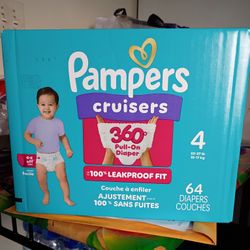 Pampers
cruisers
360°
Pull-On Diaper
100% LEAKPROOF FIT
Couche à enfiler
AJUSTEMENT
100% SANS FUITES
4
64
DIAPERS
COUCHES